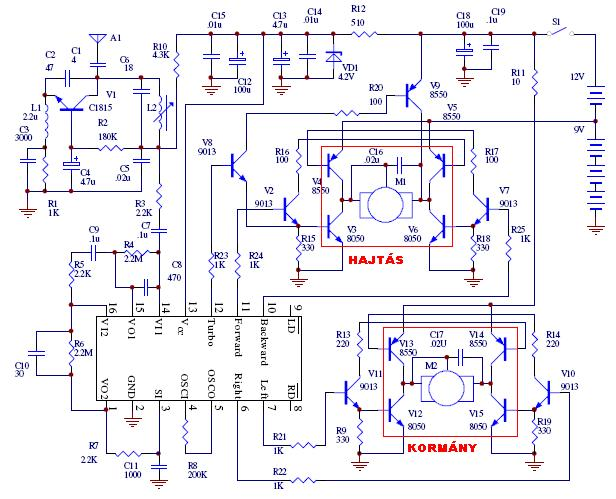 A1
C1
4
C2
47
C6
18
V1
C1815
L1
2.2u
L2
R2
180K
C3
3000
C4
4.7u
C5
.02u
R1
1K
R3
2.2K
R10
4.3K
C15
.01u
C12
100u
C13
4.7u
C14
.01u
VD1
4.2V
R12
510
C18
100u
C19
.1u
S1
R11
10
12V
9V
R20
100
V9
8550
V5
8550
V8
9013
R16
100
C16
.02u
M1
R17
100
V2
9013
V4
8550
V7
9013
V3
8050
V6
8050
R15
330
R18
330
R23
1K
R24
1K
R25
1K
HAJTÁS
C9
.1u
R4
2.2M
C7
.1u
C8
470
R5
2.2K
R6
2.2M
C10
30
16
15
14
13
12
11
10
9
VI2
VO1
VI1
Vcc
Turbo
Forward
Backward
LD
VO2
GND
SI
OSCI
OSCO
Right
Left
RD
1
2
3
4
5
6
7
8
R7
2.2K
C11
1000
R8
200K
R21
1K
R22
1K
R13
220
V13
8550
C17
.02U
V14
8550
R14
220
M2
V11
9013
V10
9013
V12
8050
V15
8050
R9
330
R19
330
KORMÁNY